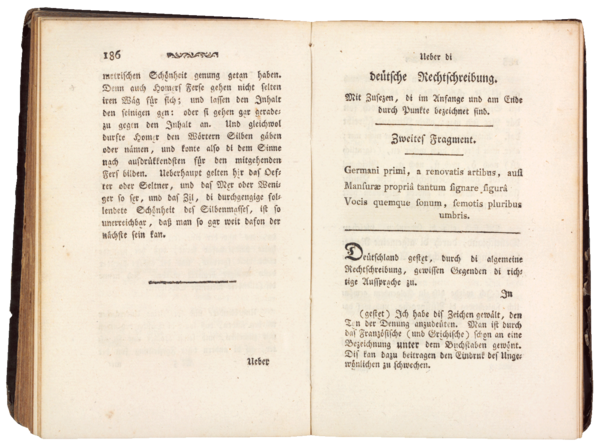 186
metrischen Schönheit genung getan haben.
Denn auch Homers Ferse gehen nicht selten
iren Wäg für sich; und lassen den Inhalt
den seinigen gen: oder si gehen gar gerade-
zu gegen den Inhalt an. Und gleichwol
durfte Homer den Wörtern Silben gäben
oder nämen, und konte also di dem Sinne
nach ausdrükkendsten für den mitgehenden
Fers bilden. Ueberhaupt gelten hir das Oef-
ter oder Seltner, und das Mer oder Weni-
ger so ser, und das Zil, di durchgengige fol-
lendete Schönheit des Silbenmasses, ist so
unerreichbar, daß man so gar weit dafon der
nächste sein kan.
Ueber
Ueber di
deütsche Rechtschreibung.
Mit Zusezen, di im Anfange und am Ende
durch Punkte bezeichnet sind.
Zweites Fragment.
Germani primi, a renovatis artibus, ausi
Mansuræ propriâ tantum signare figurâ
Vocis quemque sonum, semotis pluribus
umbris.
Deütschland gestet, durch di algemeine
Rechtschreibung, gewissen Gegenden di rich-
tige Aussprache zu.
In
(gestet) Ich habe dis Zeichen gewält, den
Ton der Denung anzudeüten. Man ist durch
das Französische (und Grichische) schon an eine
Bezeichnung unter dem Buchstaben gewönt.
Dis kan dazu beitragen den Eindruk des Unge-
wönlichen zu schwechen.